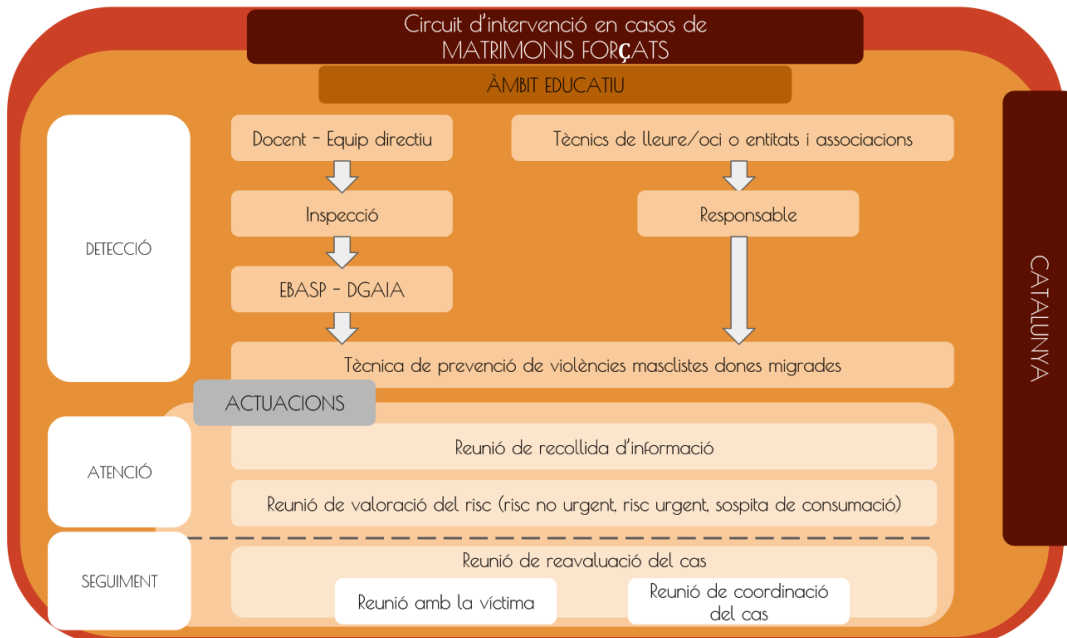 Circuit d'intervenció en casos de
MATRIMONIS FORÇATS
ÀMBIT EDUCATIU
DETECCIÓ
Docent - Equip directiu
Tècnics de lleure/oci o entitats i associacions
Inspecció
Responsable
EBASP - DGAIA
Tècnica de prevenció de violències masclistes dones migrades
CATALUNYA
ACTUACIONS
ATENCIÓ
Reunió de recollida d'informació
Reunió de valoració del risc (risc no urgent, risc urgent, sospita de consumació)
SEGUIMENT
Reunió de reavaluació del cas
Reunió amb la víctima
Reunió de coordinació
del cas